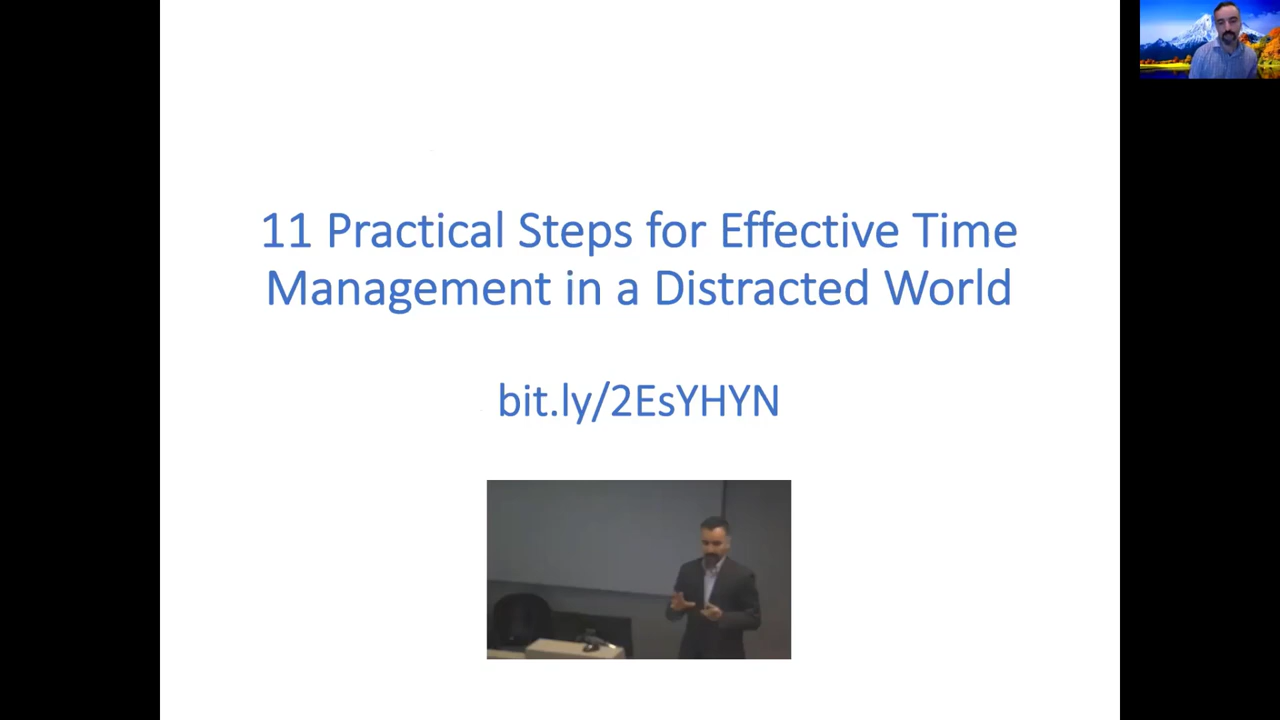 11 Practical Steps for Effective Time
Management in a Distracted World
bit.ly/2EsYHYN